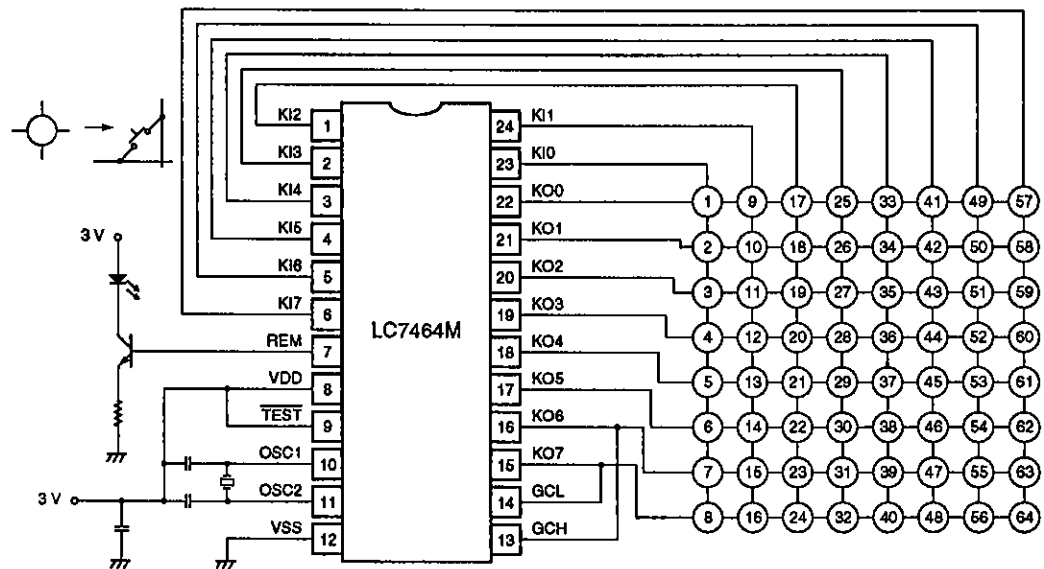 KI2 1 24 KI1
KI3 2 23 KI0
KI4 3 22 KO0 1 9 17 25 33 41 49 57
3 V KI5 4 21 KO1 2 10 18 26 34 42 50 58
KI6 5 20 KO2 3 11 19 27 35 43 51 59
KI7 6 LC7464M 19 KO3 4 12 20 28 36 44 52 60
REM 7 18 KO4 5 13 21 29 37 45 53 61
VDD 8 17 KO5 6 14 22 30 38 46 54 62
TEST 9 16 KO6 7 15 23 31 39 47 55 63
OSC1 10 15 KO7 8 16 24 32 40 48 56 64
3 V OSC2 11 14 GCL
VSS 12 13 GCH